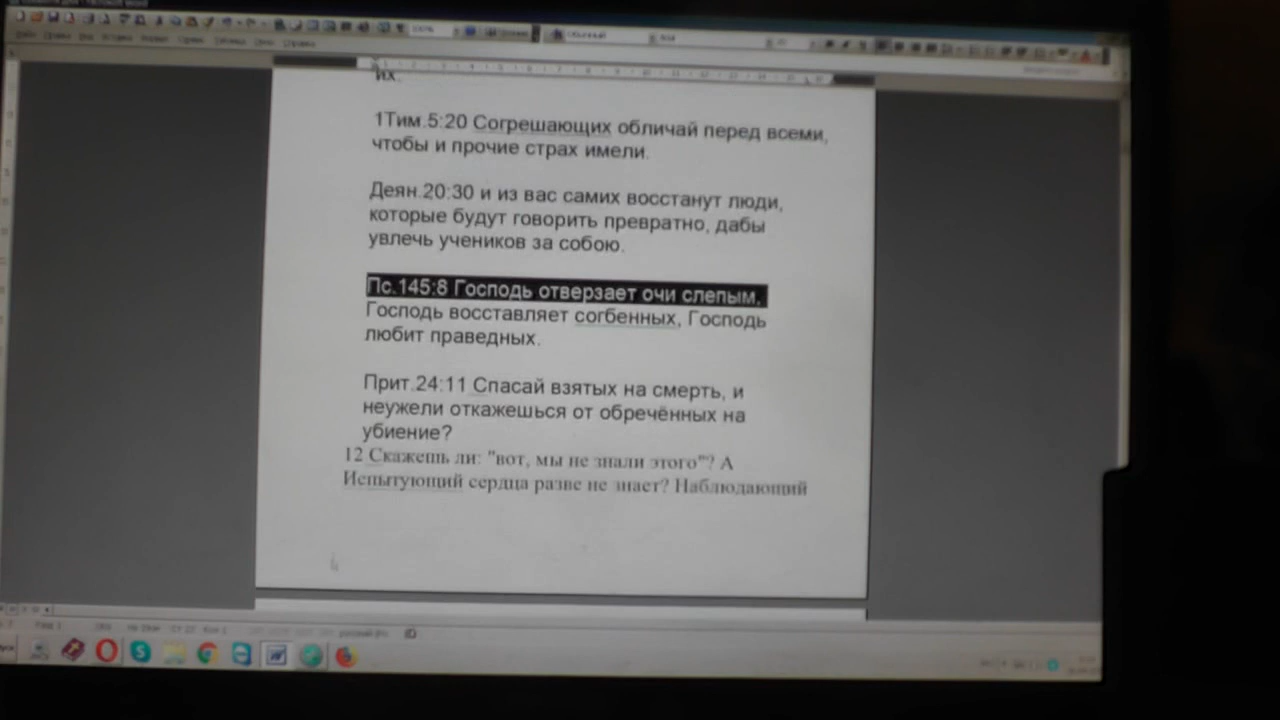 их.
1Тим.5:20 Согрешающих обличай перед всеми,
чтобы и прочие страх имели.
Деян.20:30 и из вас самих восстанут люди,
которые будут говорить превратно, дабы
увлечь учеников за собою.
Пс.145:8 Господь отверзает очи слепым,
Господь восставляет согбенных, Господь
любит праведных.
Прит.24:11 Спасай взятых на смерть, и
неужели откажешься от обречённых на
убиение?
12 Скажешь ли: "вот, мы не знали этого"? А
Испытующий сердца разве не знает? Наблюдающий